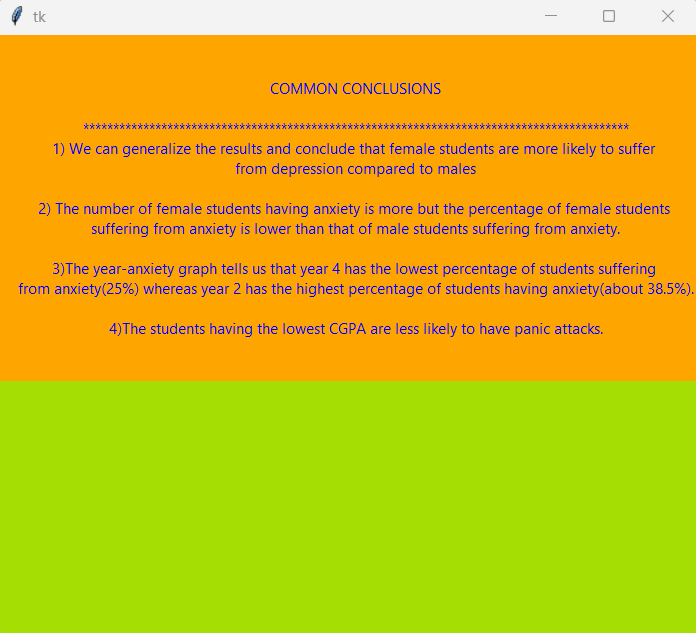 tk
COMMON CONCLUSIONS
*******************************************************************************************
1) We can generalize the results and conclude that female students are more likely to suffer
from depression compared to males
2) The number of female students having anxiety is more but the percentage of female students
suffering from anxiety is lower than that of male students suffering from anxiety.
3)The year-anxiety graph tells us that year 4 has the lowest percentage of students suffering
from anxiety(25%) whereas year 2 has the highest percentage of students having anxiety(about 38.5%).
4)The students having the lowest CGPA are less likely to have panic attacks.